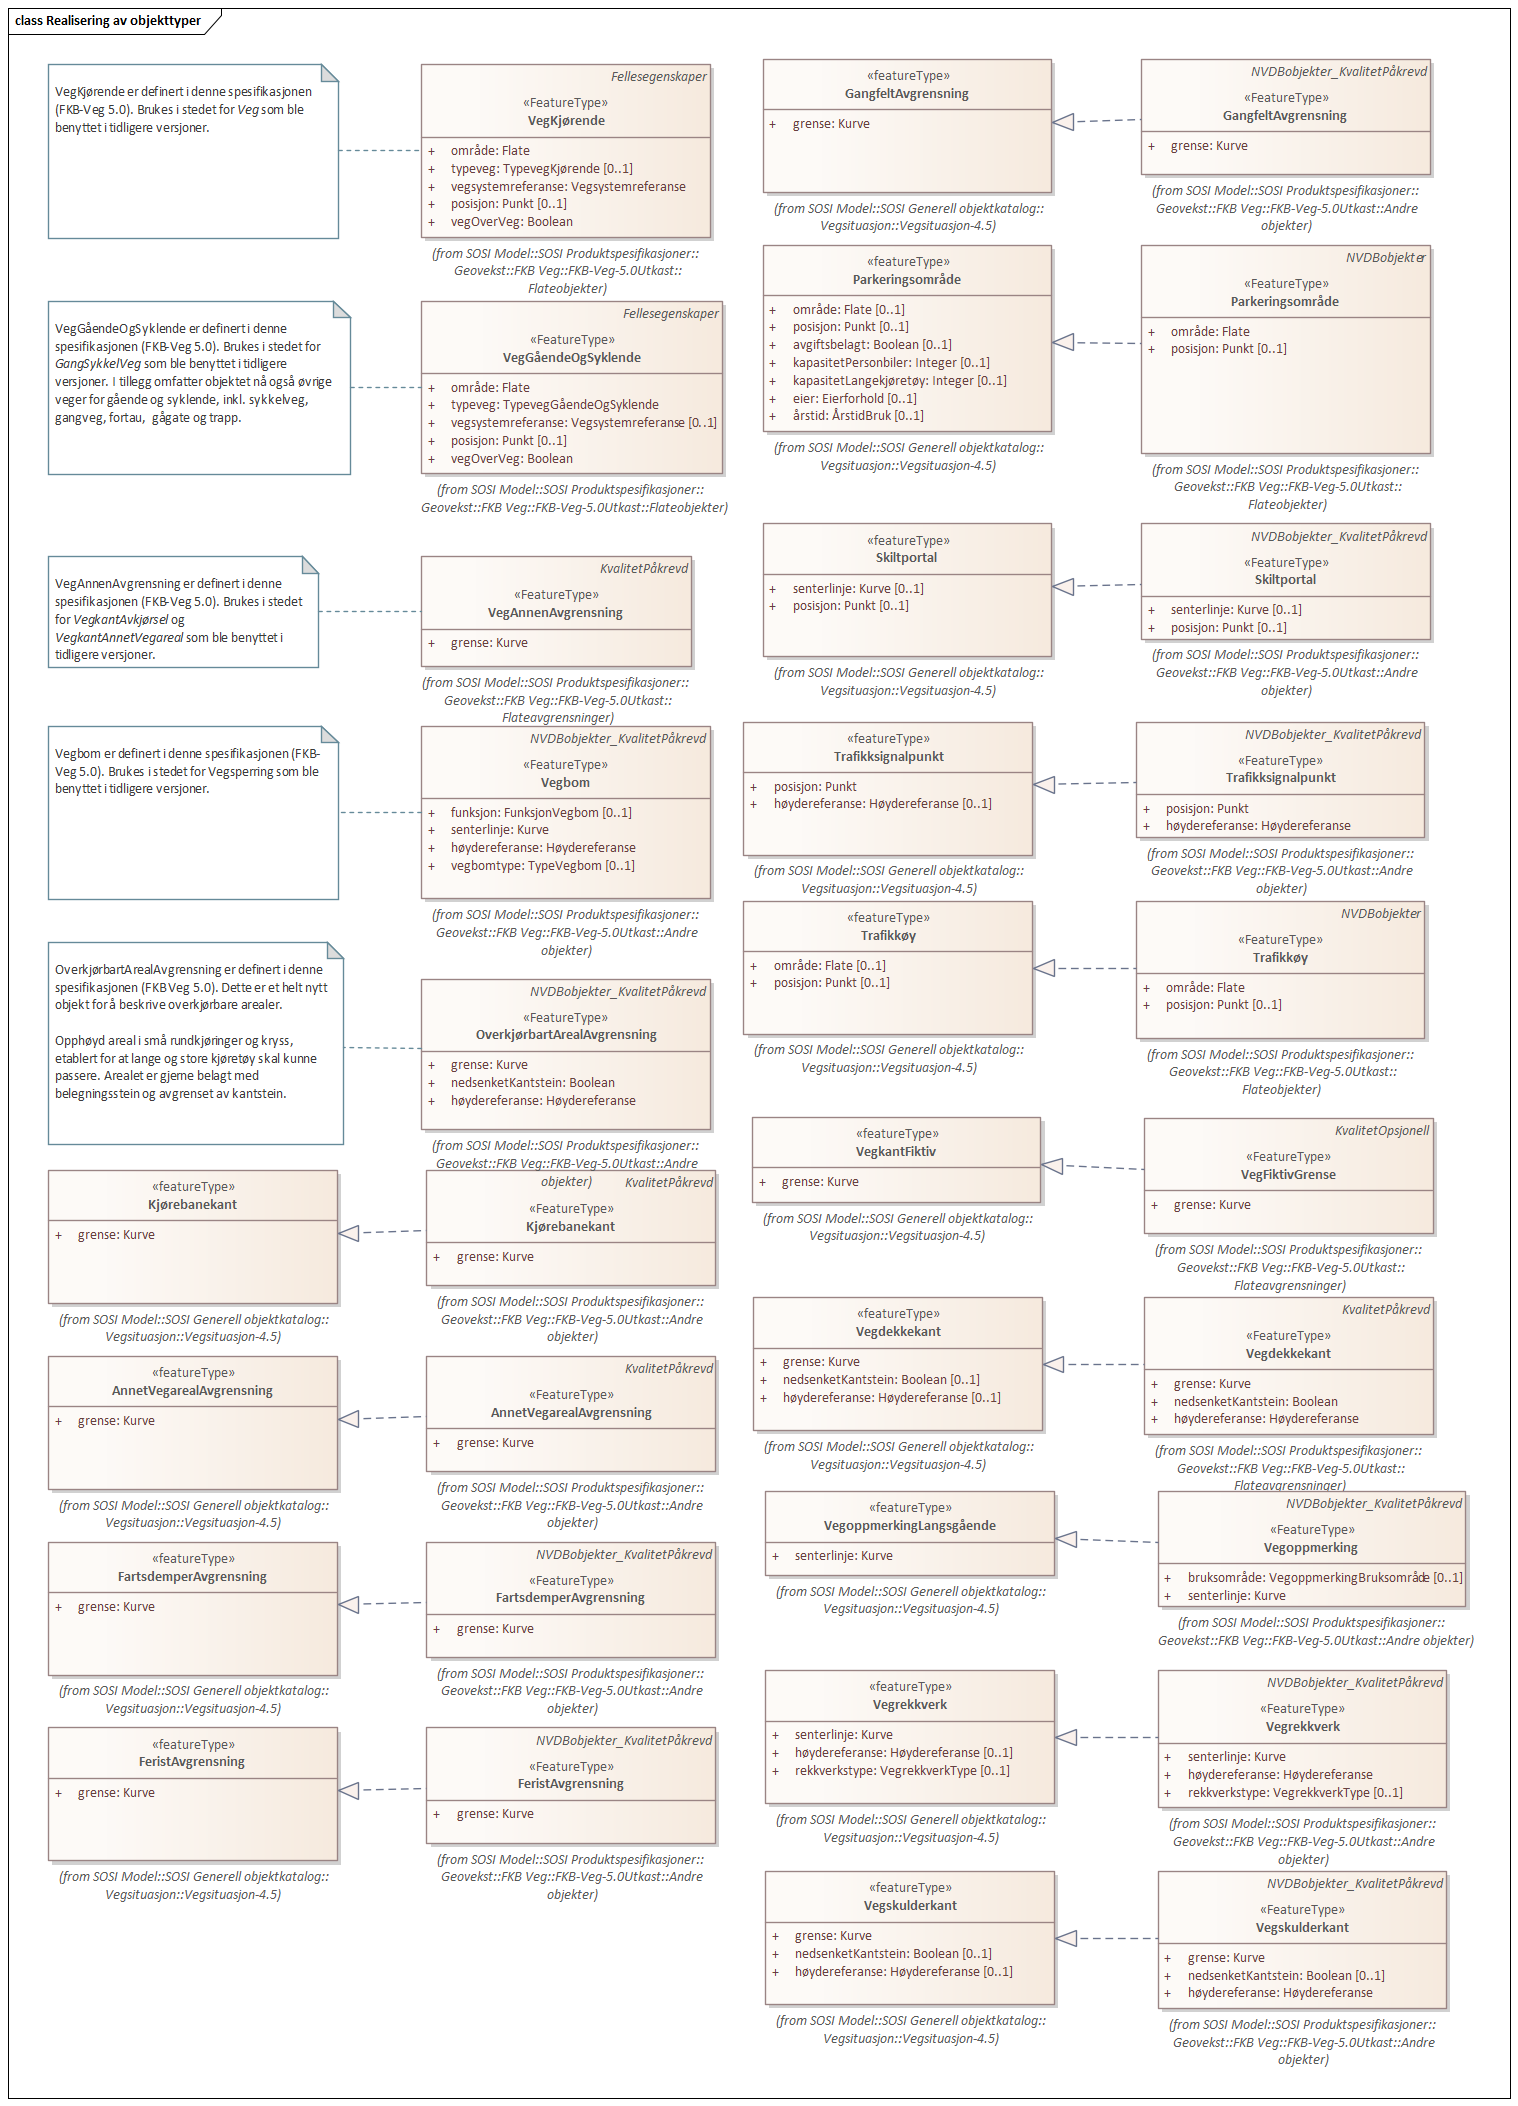 class Realisering av objekttyper
VegKjørende er definert i denne spesifikasjonen
(FKB-Veg 5.0). Brukes i stedet for Veg som ble
benyttet i tidligere versjoner.
Fellesegenskaper
«FeatureType»
VegKjørende
+ område: Flate
+ typeveg: TypevegKjørende [0..1]
+ vegsystemreferanse: Vegsystemreferanse
+ posisjon: Punkt [0..1]
+ vegOverVeg: Boolean
(from SOSI Model::SOSI Produktspesifikasjoner::
Geovekst::FKB Veg::FKB-Veg-5.0Utkast::
Flateobjekter)
VegGåendeOgSyklende er definert i denne
spesifikasjonen (FKB-Veg 5.0). Brukes i stedet for
GangSykkelVeg som ble benyttet i tidligere
versjoner. I tillegg omfatter objektet nå også øvrige
veger for gående og syklende, inkl. sykkelveg,
gangveg, fortau, gågate og trapp.
Fellesegenskaper
«FeatureType»
VegGåendeOgSyklende
+ område: Flate
+ typeveg: TypevegGåendeOgSyklende
+ vegsystemreferanse: Vegsystemreferanse [0..1]
+ posisjon: Punkt [0..1]
+ vegOverVeg: Boolean
(from SOSI Model::SOSI Produktspesifikasjoner::
Geovekst::FKB Veg::FKB-Veg-5.0Utkast::Flateobjekter)
VegAnnenAvgrensning er definert i denne
spesifikasjonen (FKB-Veg 5.0). Brukes i stedet
for VegkantAvkjørsel og
VegkantAnnetVegareal som ble benyttet i
tidligere versjoner.
KvalitetPåkrevd
«FeatureType»
VegAnnenAvgrensning
+ grense: Kurve
(from SOSI Model::SOSI Produktspesifikasjoner::
Geovekst::FKB Veg::FKB-Veg-5.0Utkast::
Flateavgrensninger)
Vegbom er definert i denne spesifikasjonen (FKB-
Veg 5.0). Brukes i stedet for Vegsperring som ble
benyttet i tidligere versjoner.
NVDBobjekter_KvalitetPåkrevd
«FeatureType»
Vegbom
+ funksjon: FunksjonVegbom [0..1]
+ senterlinje: Kurve
+ høydereferanse: Høydereferanse
+ vegbomtype: TypeVegbom [0..1]
(from SOSI Model::SOSI Produktspesifikasjoner::
Geovekst::FKB Veg::FKB-Veg-5.0Utkast::Andre
objekter)
OverkjørbartArealAvgrensning er definert i denne
spesifikasjonen (FKB Veg 5.0). Dette er et helt nytt
objekt for å beskrive overkjørbare arealer.
Opphøyd areal i små rundkjøringer og kryss,
etablert for at lange og store kjøretøy skal kunne
passere. Arealet er gjerne belagt med
belegningsstein og avgrenset av kantstein.
NVDBobjekter_KvalitetPåkrevd
«FeatureType»
OverkjørbartArealAvgrensning
+ grense: Kurve
+ nedsenketKantstein: Boolean
+ høydereferanse: Høydereferanse
(from SOSI Model::SOSI Produktspesifikasjoner::
Geovekst::FKB Veg::FKB-Veg-5.0Utkast::Andre
objekter)
«featureType»
Kjørebanekant
+ grense: Kurve
(from SOSI Model::SOSI Generell objektkatalog::
Vegsituasjon::Vegsituasjon-4.5)
KvalitetPåkrevd
«FeatureType»
Kjørebanekant
+ grense: Kurve
(from SOSI Model::SOSI Produktspesifikasjoner::
Geovekst::FKB Veg::FKB-Veg-5.0Utkast::Andre
objekter)
«featureType»
AnnetVegarealAvgrensning
+ grense: Kurve
(from SOSI Model::SOSI Generell objektkatalog::
Vegsituasjon::Vegsituasjon-4.5)
KvalitetPåkrevd
«FeatureType»
AnnetVegarealAvgrensning
+ grense: Kurve
(from SOSI Model::SOSI Produktspesifikasjoner::
Geovekst::FKB Veg::FKB-Veg-5.0Utkast::Andre
objekter)
«featureType»
FartsdemperAvgrensning
+ grense: Kurve
(from SOSI Model::SOSI Generell objektkatalog::
Vegsituasjon::Vegsituasjon-4.5)
NVDBobjekter_KvalitetPåkrevd
«FeatureType»
FartsdemperAvgrensning
+ grense: Kurve
(from SOSI Model::SOSI Produktspesifikasjoner::
Geovekst::FKB Veg::FKB-Veg-5.0Utkast::Andre
objekter)
«featureType»
FeristAvgrensning
+ grense: Kurve
(from SOSI Model::SOSI Generell objektkatalog::
Vegsituasjon::Vegsituasjon-4.5)
NVDBobjekter_KvalitetPåkrevd
«FeatureType»
FeristAvgrensning
+ grense: Kurve
(from SOSI Model::SOSI Produktspesifikasjoner::
Geovekst::FKB Veg::FKB-Veg-5.0Utkast::Andre
objekter)
«featureType»
GangfeltAvgrensning
+ grense: Kurve
(from SOSI Model::SOSI Generell objektkatalog::
Vegsituasjon::Vegsituasjon-4.5)
NVDBobjekter_KvalitetPåkrevd
«FeatureType»
GangfeltAvgrensning
+ grense: Kurve
(from SOSI Model::SOSI Produktspesifikasjoner::
Geovekst::FKB Veg::FKB-Veg-5.0Utkast::Andre
objekter)
«featureType»
Parkeringsområde
+ område: Flate [0..1]
+ posisjon: Punkt [0..1]
+ avgiftsbelagt: Boolean [0..1]
+ kapasitetPersonbiler: Integer [0..1]
+ kapasitetLangekjøretøy: Integer [0..1]
+ eier: Eierforhold [0..1]
+ årstid: ÅrstidBruk [0..1]
(from SOSI Model::SOSI Generell objektkatalog::
Vegsituasjon::Vegsituasjon-4.5)
NVDBobjekter
«FeatureType»
Parkeringsområde
+ område: Flate
+ posisjon: Punkt [0..1]
(from SOSI Model::SOSI Produktspesifikasjoner::
Geovekst::FKB Veg::FKB-Veg-5.0Utkast::
Flateobjekter)
«featureType»
Skiltportal
+ senterlinje: Kurve [0..1]
+ posisjon: Punkt [0..1]
(from SOSI Model::SOSI Generell objektkatalog::
Vegsituasjon::Vegsituasjon-4.5)
NVDBobjekter_KvalitetPåkrevd
«FeatureType»
Skiltportal
+ senterlinje: Kurve [0..1]
+ posisjon: Punkt [0..1]
(from SOSI Model::SOSI Produktspesifikasjoner::
Geovekst::FKB Veg::FKB-Veg-5.0Utkast::Andre
objekter)
«featureType»
Trafikksignalpunkt
+ posisjon: Punkt
+ høydereferanse: Høydereferanse [0..1]
(from SOSI Model::SOSI Generell objektkatalog::
Vegsituasjon::Vegsituasjon-4.5)
NVDBobjekter_KvalitetPåkrevd
«FeatureType»
Trafikksignalpunkt
+ posisjon: Punkt
+ høydereferanse: Høydereferanse
(from SOSI Model::SOSI Produktspesifikasjoner::
Geovekst::FKB Veg::FKB-Veg-5.0Utkast::Andre
objekter)
«featureType»
Trafikkøy
+ område: Flate [0..1]
+ posisjon: Punkt [0..1]
(from SOSI Model::SOSI Generell objektkatalog::
Vegsituasjon::Vegsituasjon-4.5)
NVDBobjekter
«FeatureType»
Trafikkøy
+ område: Flate
+ posisjon: Punkt [0..1]
(from SOSI Model::SOSI Produktspesifikasjoner::
Geovekst::FKB Veg::FKB-Veg-5.0Utkast::
Flateobjekter)
«featureType»
VegkantFiktiv
+ grense: Kurve
(from SOSI Model::SOSI Generell objektkatalog::
Vegsituasjon::Vegsituasjon-4.5)
KvalitetOpsjonell
«FeatureType»
VegFiktivGrense
+ grense: Kurve
(from SOSI Model::SOSI Produktspesifikasjoner::
Geovekst::FKB Veg::FKB-Veg-5.0Utkast::
Flateavgrensninger)
«featureType»
Vegdekkekant
+ grense: Kurve
+ nedsenketKantstein: Boolean [0..1]
+ høydereferanse: Høydereferanse [0..1]
(from SOSI Model::SOSI Generell objektkatalog::
Vegsituasjon::Vegsituasjon-4.5)
KvalitetPåkrevd
«FeatureType»
Vegdekkekant
+ grense: Kurve
+ nedsenketKantstein: Boolean
+ høydereferanse: Høydereferanse
(from SOSI Model::SOSI Produktspesifikasjoner::
Geovekst::FKB Veg::FKB-Veg-5.0Utkast::
Flateavgrensninger)
«featureType»
VegoppmerkingLangsgående
+ senterlinje: Kurve
(from SOSI Model::SOSI Generell objektkatalog::
Vegsituasjon::Vegsituasjon-4.5)
NVDBobjekter_KvalitetPåkrevd
«FeatureType»
Vegoppmerking
+ bruksområde: VegoppmerkingBruksområde [0..1]
+ senterlinje: Kurve
(from SOSI Model::SOSI Produktspesifikasjoner::
Geovekst::FKB Veg::FKB-Veg-5.0Utkast::Andre objekter)
«featureType»
Vegrekkverk
+ senterlinje: Kurve
+ høydereferanse: Høydereferanse [0..1]
+ rekkverkstype: VegrekkverkType [0..1]
(from SOSI Model::SOSI Generell objektkatalog::
Vegsituasjon::Vegsituasjon-4.5)
NVDBobjekter_KvalitetPåkrevd
«FeatureType»
Vegrekkverk
+ senterlinje: Kurve
+ høydereferanse: Høydereferanse
+ rekkverkstype: VegrekkverkType [0..1]
(from SOSI Model::SOSI Produktspesifikasjoner::
Geovekst::FKB Veg::FKB-Veg-5.0Utkast::Andre
objekter)
«featureType»
Vegskulderkant
+ grense: Kurve
+ nedsenketKantstein: Boolean [0..1]
+ høydereferanse: Høydereferanse [0..1]
(from SOSI Model::SOSI Generell objektkatalog::
Vegsituasjon::Vegsituasjon-4.5)
NVDBobjekter_KvalitetPåkrevd
«FeatureType»
Vegskulderkant
+ grense: Kurve
+ nedsenketKantstein: Boolean [0..1]
+ høydereferanse: Høydereferanse
(from SOSI Model::SOSI Produktspesifikasjoner::
Geovekst::FKB Veg::FKB-Veg-5.0Utkast::Andre
objekter)